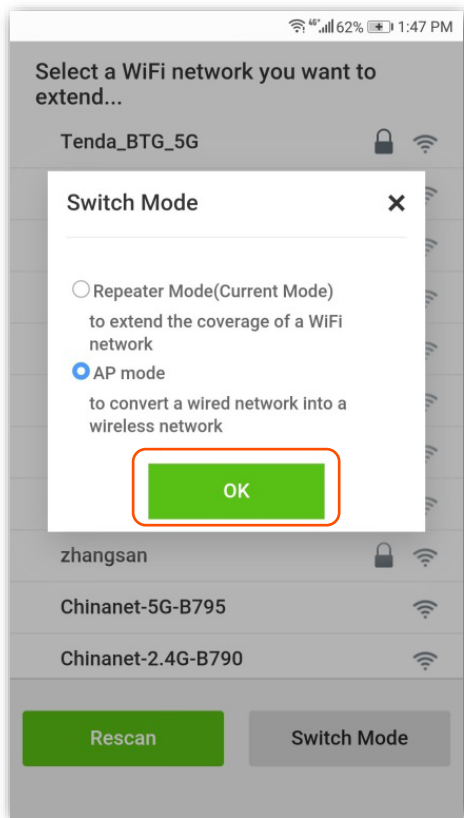 62% 1:47 PM
Select a WiFi network you want to
extend...
Tenda_BTG_5G
Switch Mode
Repeater Mode(Current Mode)
to extend the coverage of a WiFi
network
AP mode
to convert a wired network into a
wireless network
OK
zhangsan
Chinanet-5G-B795
Chinanet-2.4G-B790
Rescan
Switch Mode